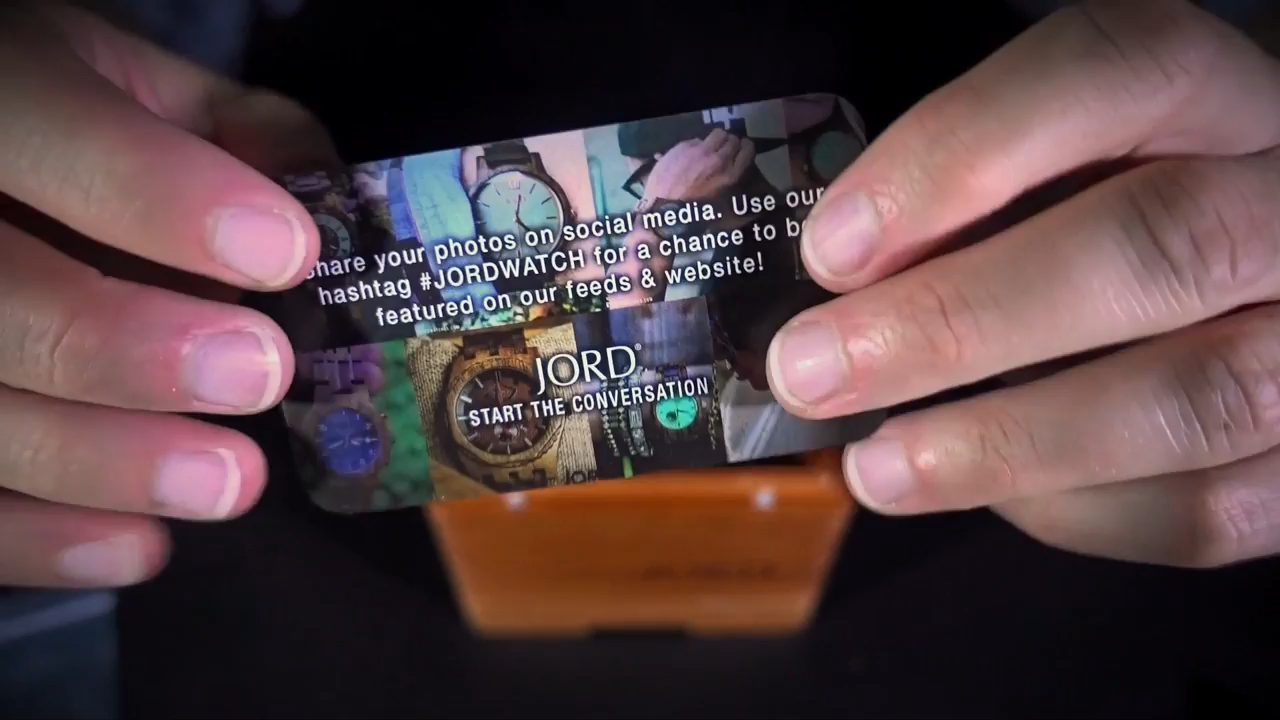 Share your photos on social media. Use our
hashtag #JORDWATCH for a chance to be
featured on our feeds & website!
JORD®
START THE CONVERSATION